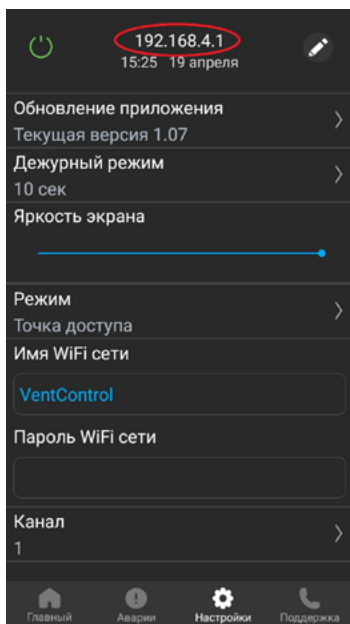 192.168.4.1
15:25 19 апреля
Обновление приложения
Текущая версия 1.07
Дежурный режим
10 сек
Яркость экрана
Режим
Точка доступа
Имя WiFi сети
VentControl
Пароль WiFi сети
Канал
1
Главный Аварии Настройки Поддержка